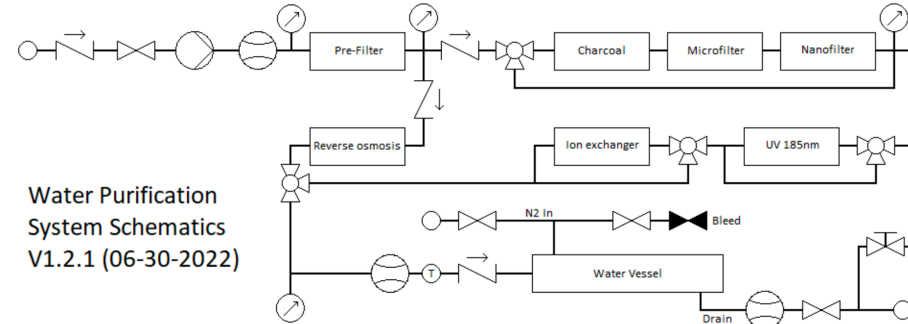 Pre-Filter
Charcoal
Microfilter
Nanofilter
Reverse osmosis
Ion exchanger
UV 185nm
Water Purification
System Schematics
V1.2.1 (06-30-2022)
N2 In
Bleed
T
Water Vessel
Drain